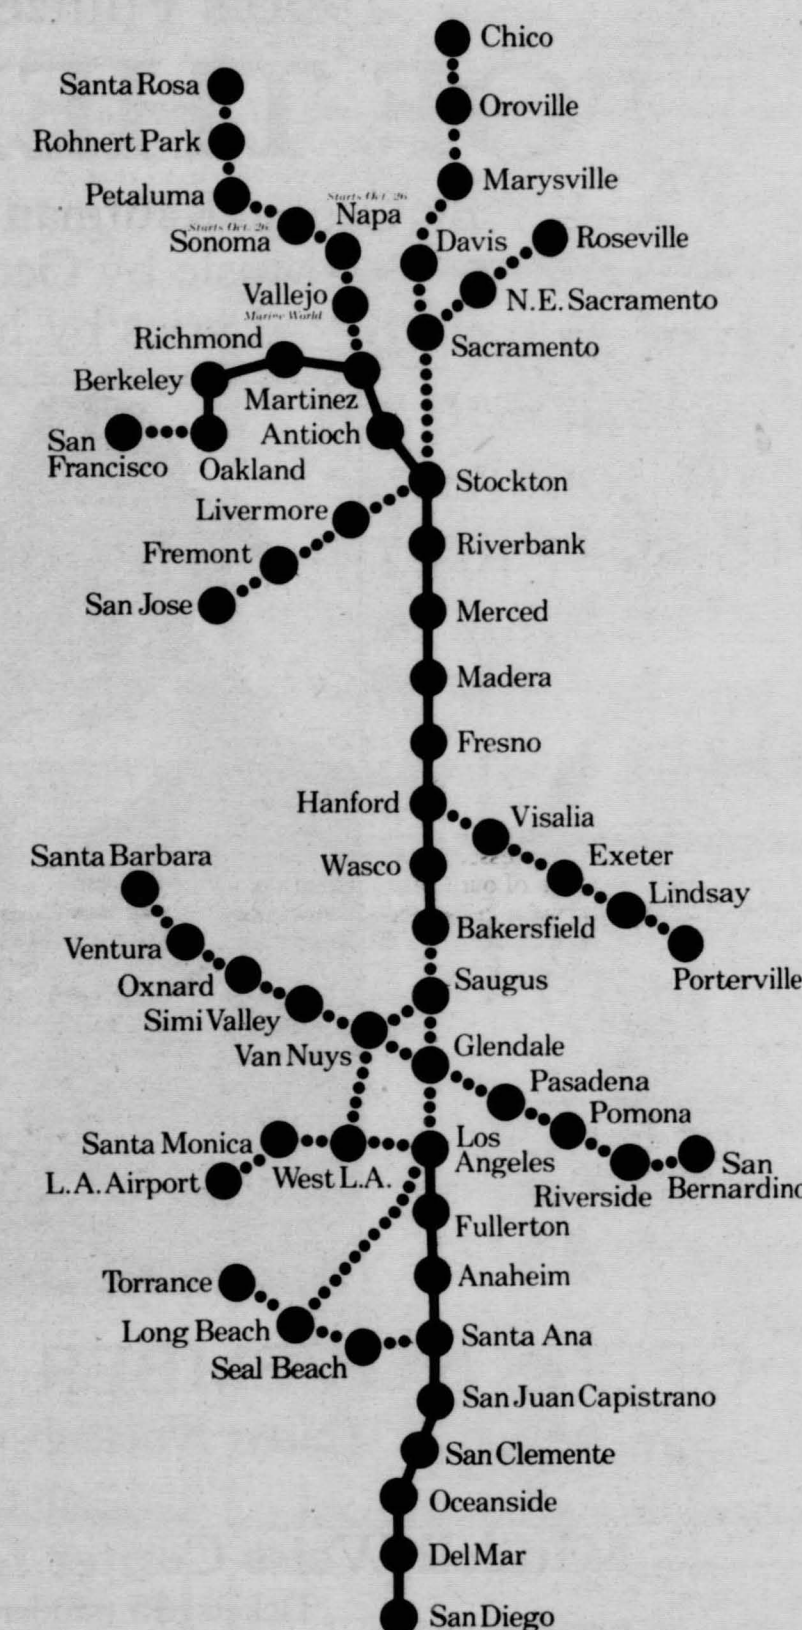 Chico
Santa Rosa
Oroville
Rohnert Park
Marysville
Petaluma
Starts Oct. 26
Napa
Starts Oct. 26
Sonoma
Davis
Roseville
Vallejo
Marine World
N.E. Sacramento
Richmond
Sacramento
Berkeley
Martinez
Antioch
San
Francisco
Oakland
Stockton
Livermore
Riverbank
Fremont
San Jose
Merced
Madera
Fresno
Hanford
Visalia
Santa Barbara
Wasco
Exeter
Lindsay
Ventura
Bakersfield
Porterville
Oxnard
Saugus
Simi Valley
Van Nuys
Glendale
Pasadena
Pomona
Santa Monica
Los
Angeles
L.A. Airport
West L.A.
San
Bernardino
Riverside
Fullerton
Torrance
Anaheim
Long Beach
Santa Ana
Seal Beach
San Juan Capistrano
San Clemente
Oceanside
Del Mar
San Diego